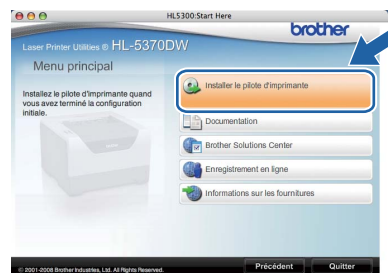 HL5300:Start Here
brother
Laser Printer Utilities ® HL-5370DW
Menu principal
Installez le pilote d'imprimante quand
vous avez terminé la configuration
initiale.
Installer le pilote d'imprimante
Documentation
Brother Solutions Center
Enregistrement en ligne
Informations sur les fournitures
© 2001-2008 Brother Industries, Ltd. All Rights Reserved.
Précédent
Quitter